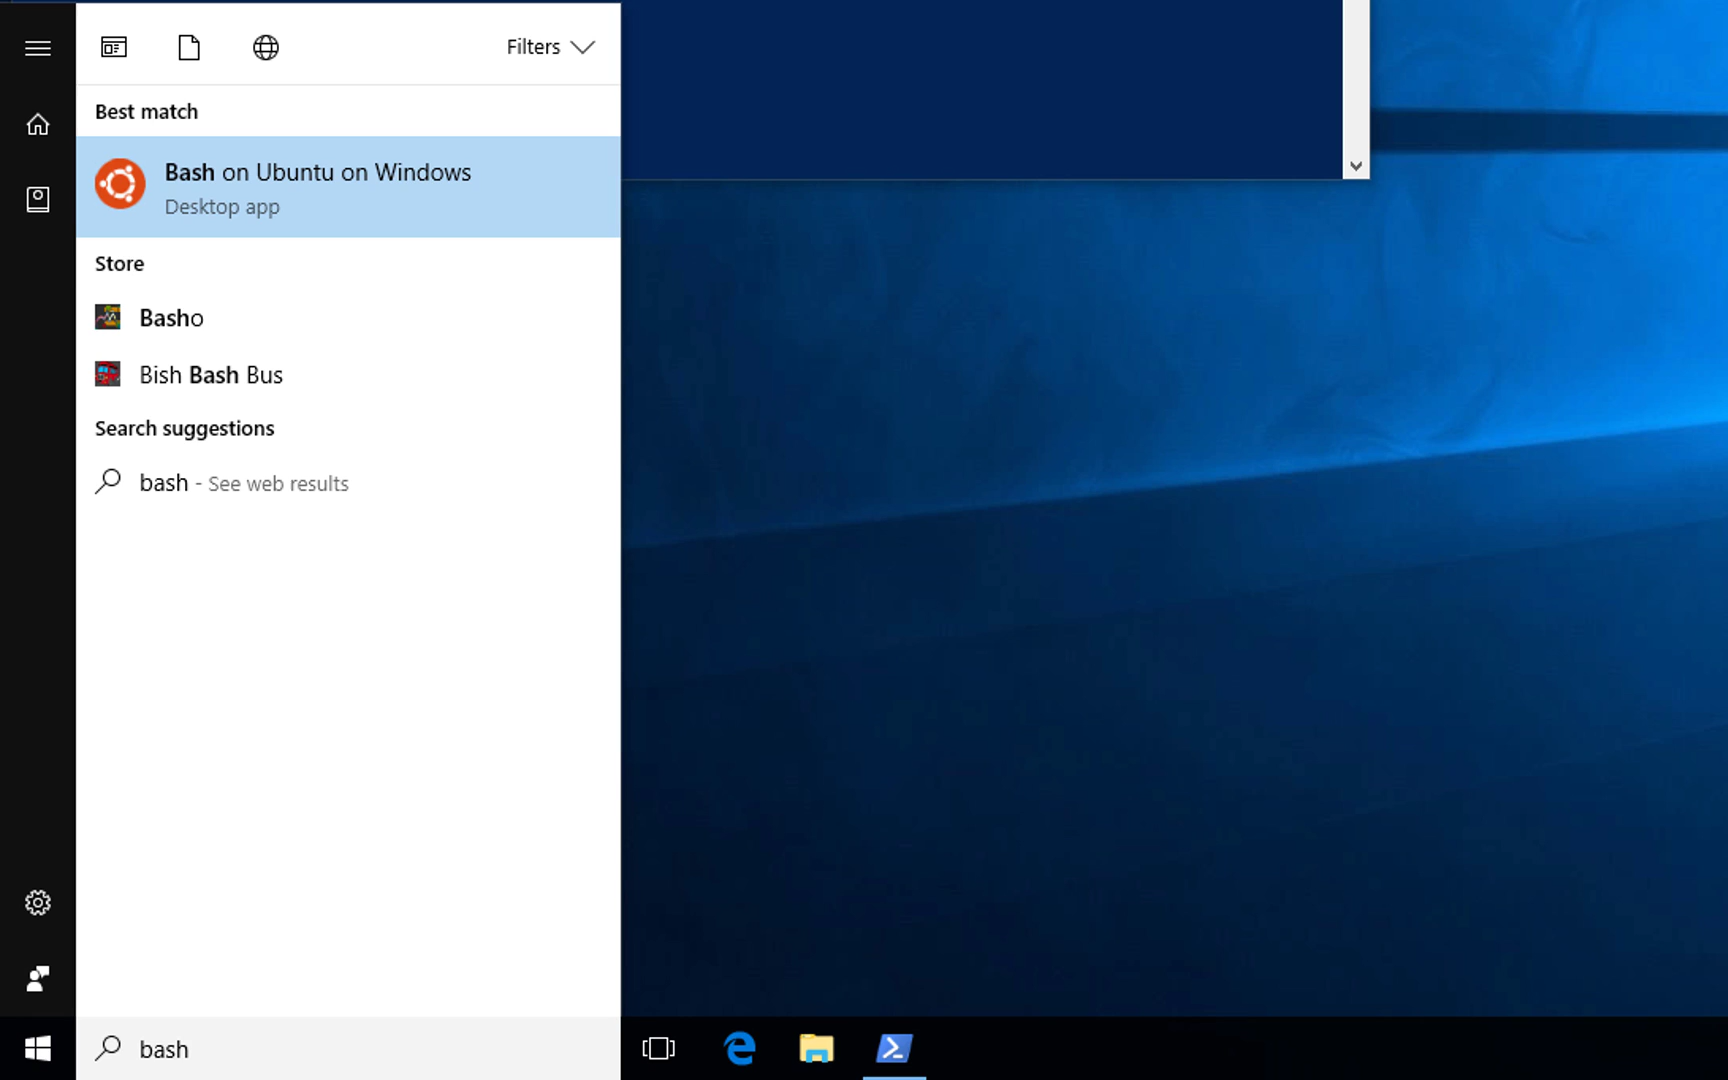 Filters
Best match
Bash on Ubuntu on Windows
Desktop app
Store
Basho
Bish Bash Bus
Search suggestions
bash - See web results
bash